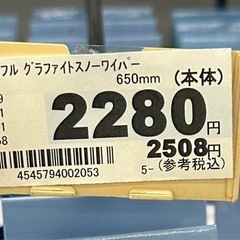 フル グラファイトスノーワイパー
650mm (本体)
2280円
2508円
5-(参考税込)
4545794002053